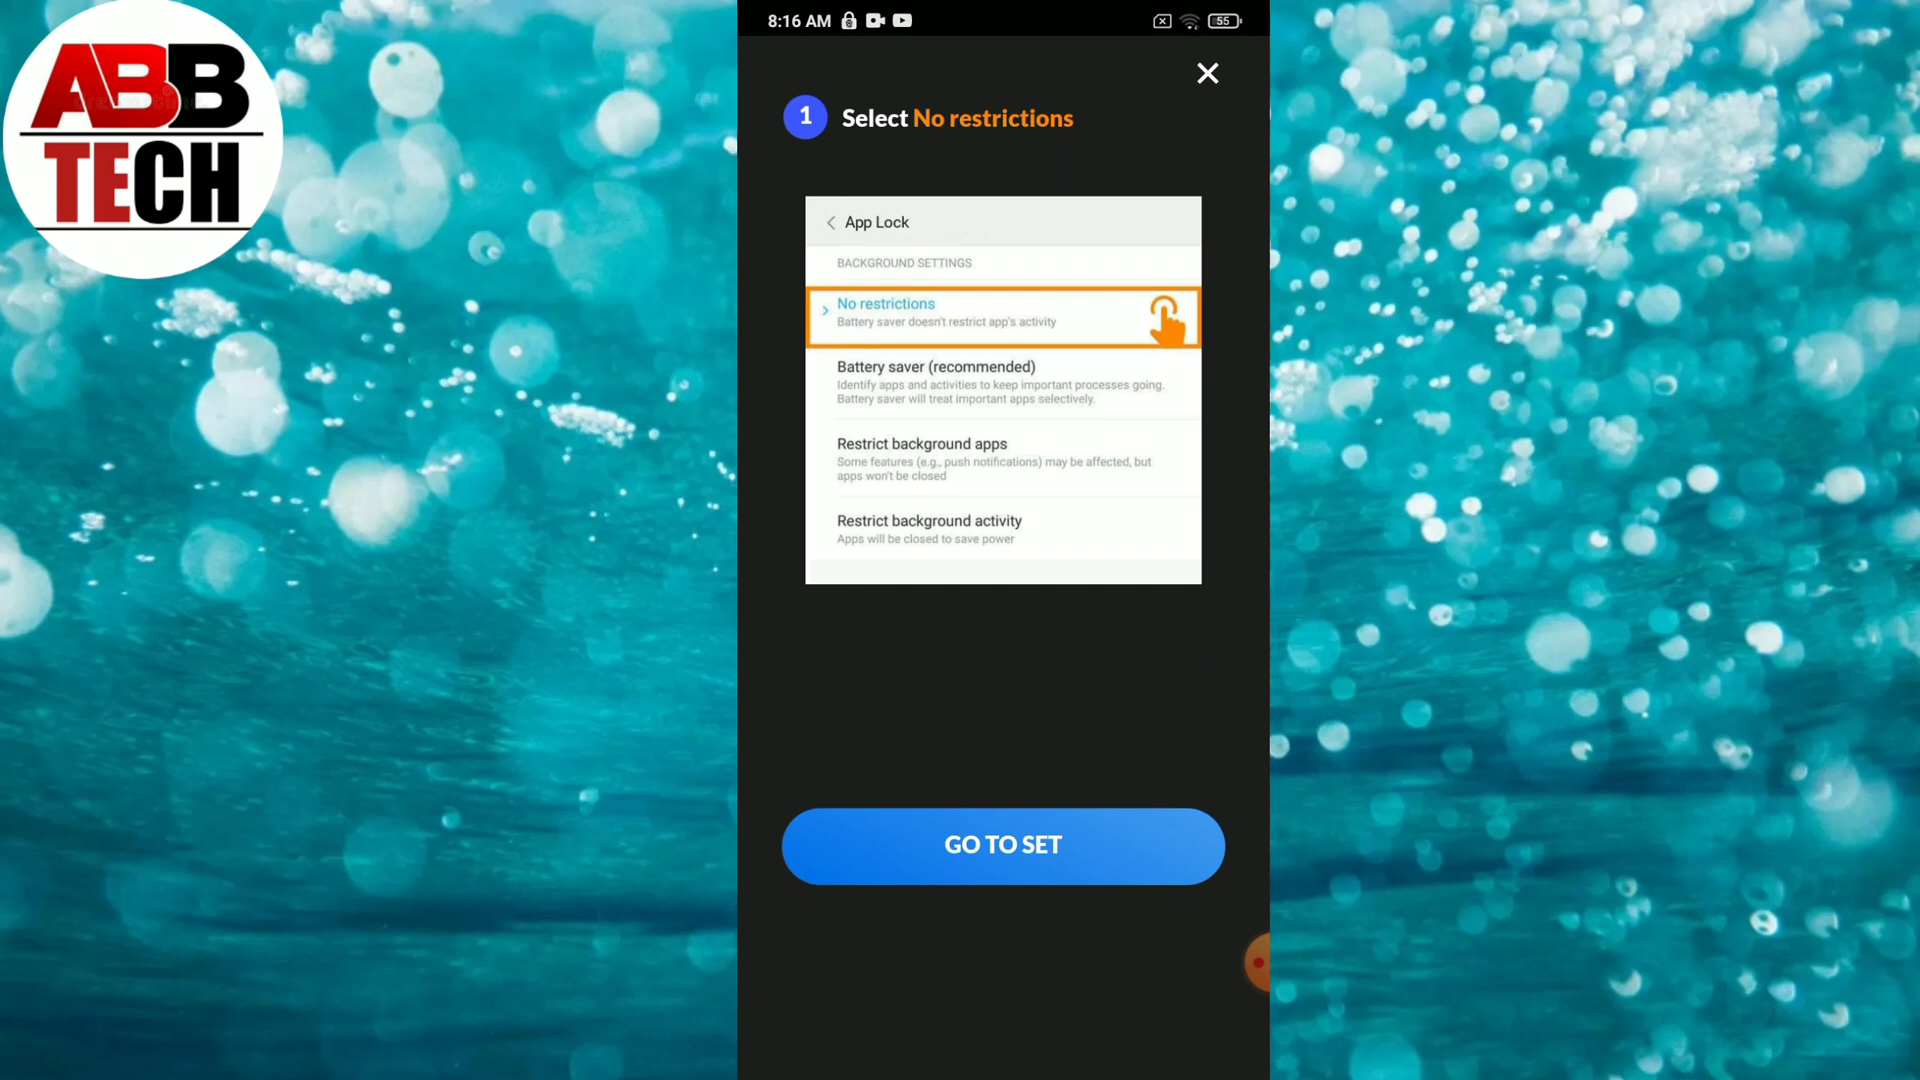 ABB
TECH
8:16 AM
55
1 Select No restrictions
App Lock
BACKGROUND SETTINGS
No restrictions
Battery saver doesn't restrict app's activity
Battery saver (recommended)
Identify apps and activities to keep important processes going.
Battery saver will treat important apps selectively.
Restrict background apps
Some features (e.g., push notifications) may be affected, but
apps won't be closed
Restrict background activity
Apps will be closed to save power
GO TO SET